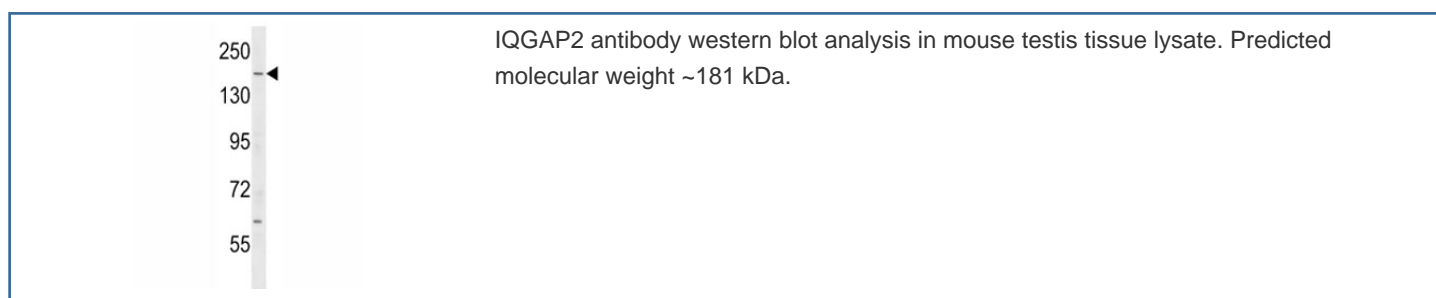 250
130
95
72
55
IQGAP2 antibody western blot analysis in mouse testis tissue lysate. Predicted
molecular weight ~181 kDa.